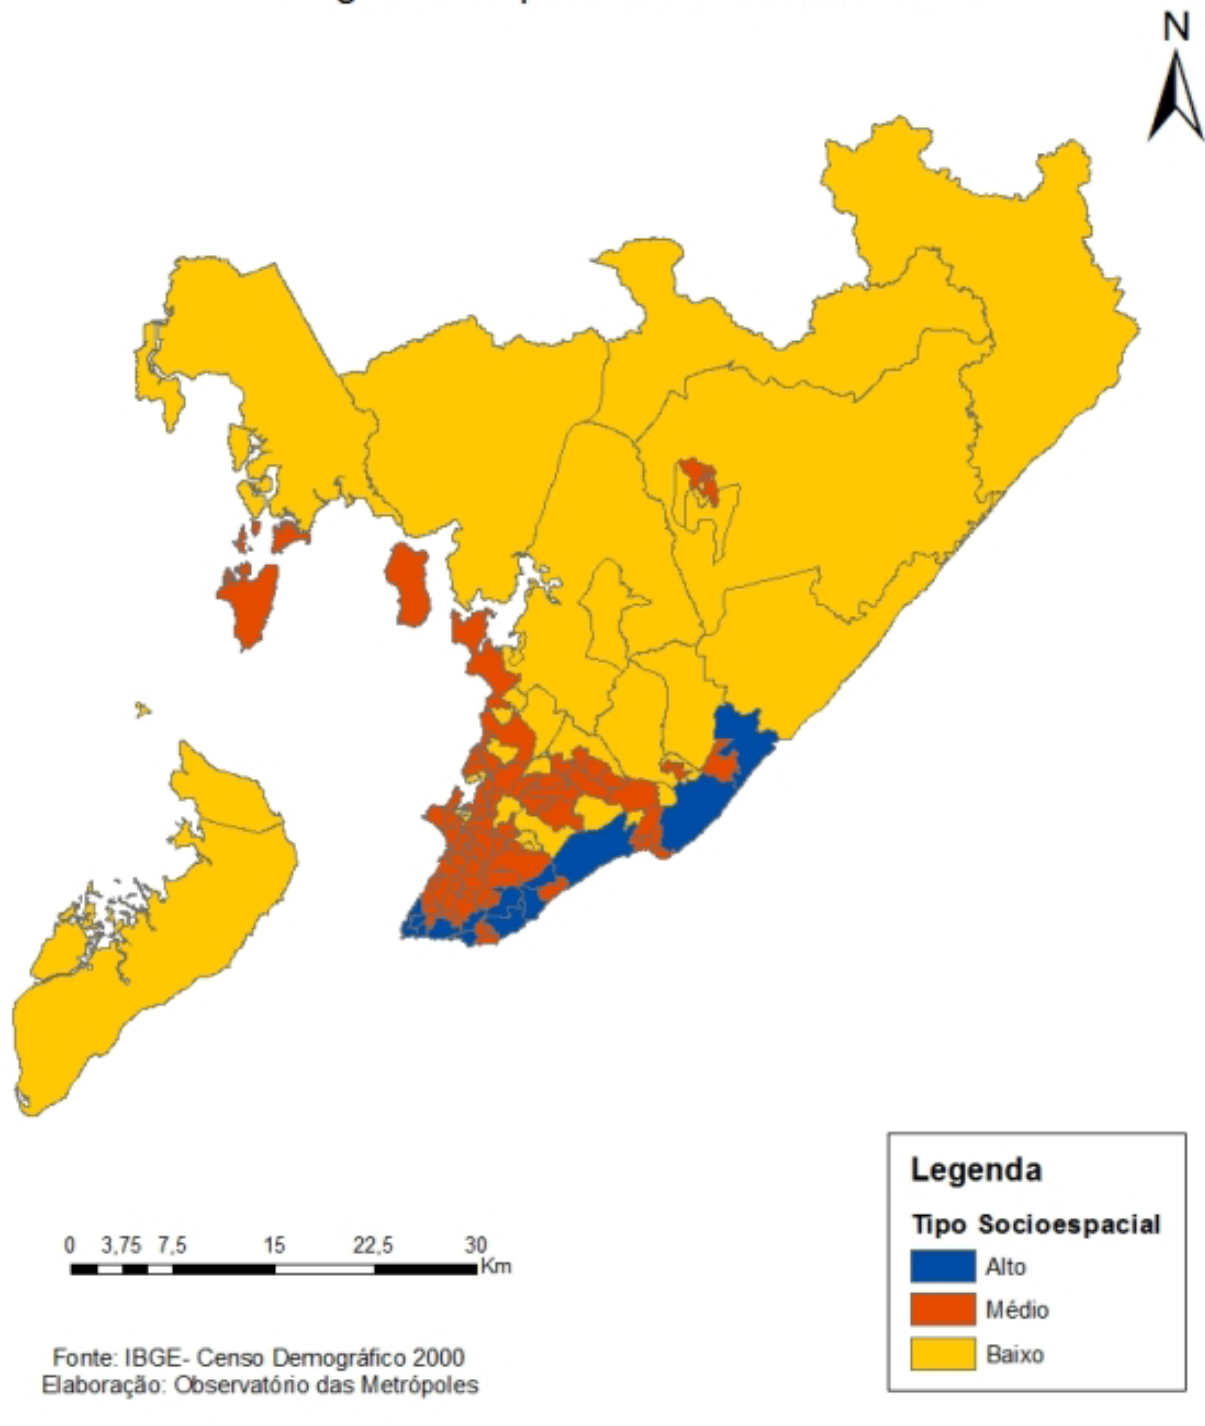 N
0 3,75 7,5 15 22,5 30
Km
Fonte: IBGE- Censo Demográfico 2000
Elaboração: Observatório das Metrópoles
Legenda
Tipo Socioespacial
Alto
Médio
Baixo